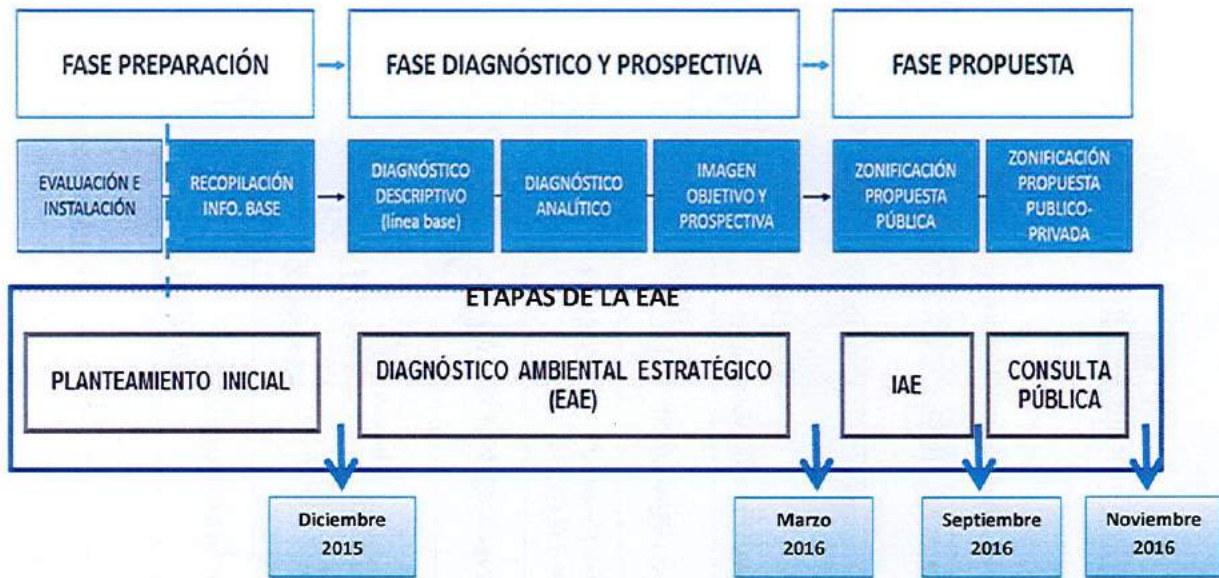 FASE PREPARACIÓN
FASE DIAGNÓSTICO Y PROSPECTIVA
FASE PROPUESTA
EVALUACIÓN E
INSTALACIÓN
RECOPILACIÓN
INFO. BASE
DIAGNÓSTICO
DESCRIPTIVO
(línea base)
DIAGNÓSTICO
ANALÍTICO
IMAGEN
OBJETIVO Y
PROSPECTIVA
ZONIFICACIÓN
PROPUESTA
PÚBLICA
ZONIFICACIÓN
PROPUESTA
PUBLICO-
PRIVADA
ETAPAS DE LA EAE
PLANTEAMIENTO INICIAL
DIAGNÓSTICO AMBIENTAL ESTRATÉGICO
(EAE)
IAE
CONSULTA
PÚBLICA
Diciembre
2015
Marzo
2016
Septiembre
2016
Noviembre
2016